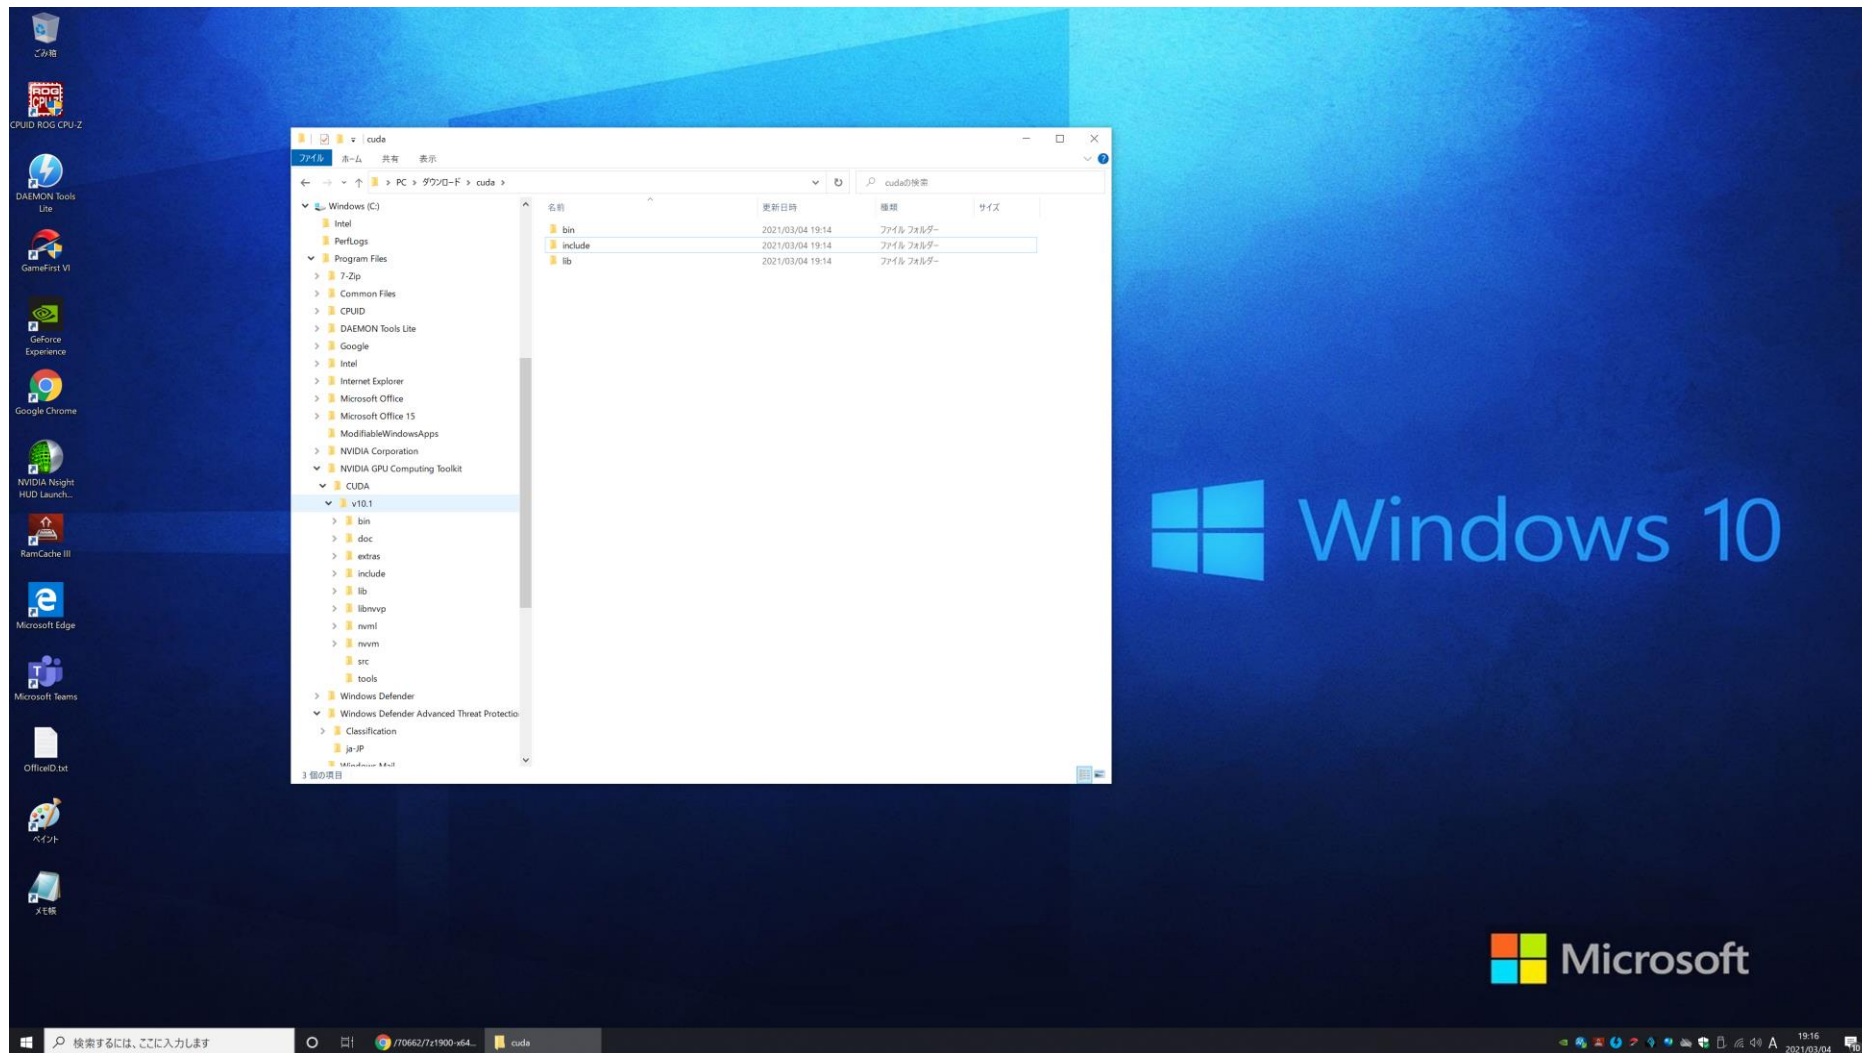 ごみ箱
CPUID ROG CPU-Z
DAEMON Tools
Lite
GameFirst VI
GeForce
Experience
Google Chrome
NVIDIA Nsight
HUD Launch...
RamCache III
Microsoft Edge
Microsoft Teams
OfficeID.txt
ペイント
メモ帳
cuda
ファイル ホーム 共有 表示
> PC > ダウンロード > cuda >
cudaの検索
Windows (C:)
Intel
PerfLogs
Program Files
7-Zip
Common Files
CPUID
DAEMON Tools Lite
Google
Intel
Internet Explorer
Microsoft Office
Microsoft Office 15
ModifiableWindowsApps
NVIDIA Corporation
NVIDIA GPU Computing Toolkit
CUDA
v10.1
bin
doc
extras
include
lib
libnvvp
nvml
nvvm
src
tools
Windows Defender
Windows Defender Advanced Threat Protectio
Classification
ja-JP
Windows Mail
3 個の項目
名前 更新日時 種類 サイズ
bin 2021/03/04 19:14 ファイル フォルダー
include 2021/03/04 19:14 ファイル フォルダー
lib 2021/03/04 19:14 ファイル フォルダー
Windows 10
Microsoft
検索するには、ここに入力します
/70662/7z1900-x64...
cuda
A
19:16
2021/03/04